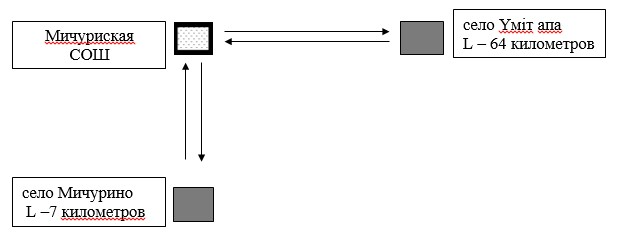 Мичуриская
СОШ
село Үміт апа
L – 64 километров
село Мичурино
L –7 километров